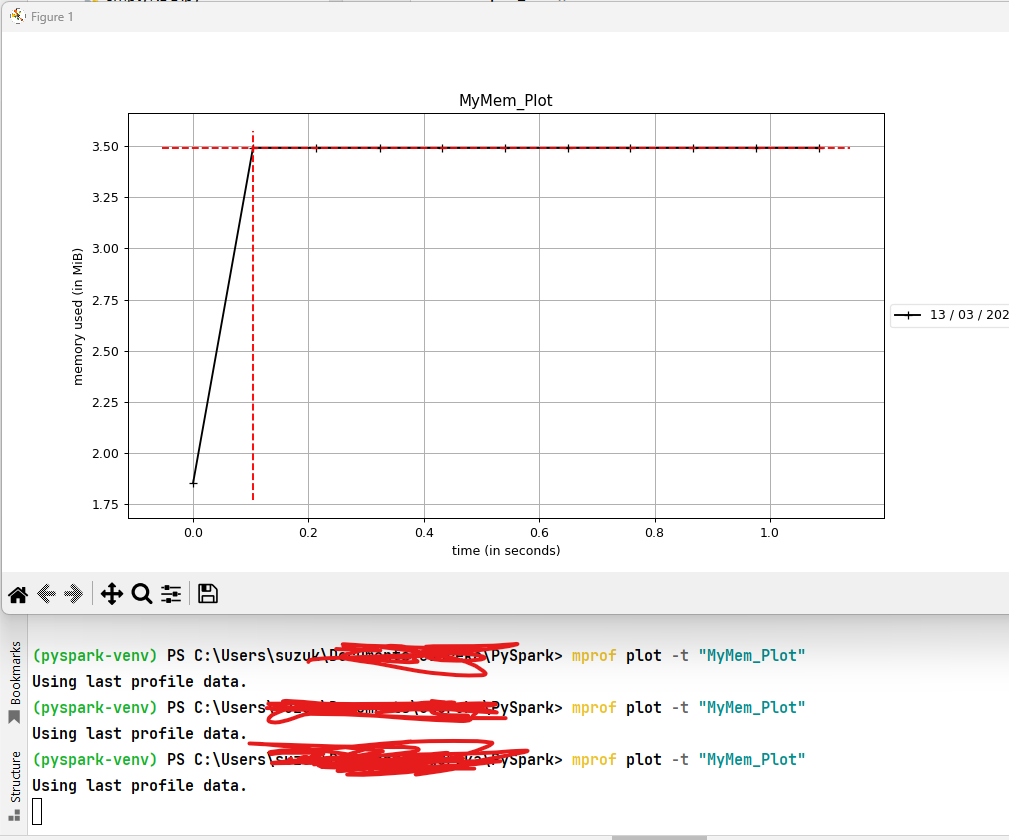 Figure 1
MyMem_Plot
3.50
3.25
3.00
2.75
2.50
2.25
2.00
1.75
memory used (in MiB)
0.0 0.2 0.4 0.6 0.8 1.0
time (in seconds)
13 / 03 / 202
Bookmarks
Structure
(pyspark-venv) PS C:\Users\suzuk\ \PySpark> mprof plot -t "MyMem_Plot"
Using last profile data.
(pyspark-venv) PS C:\Users \PySpark> mprof plot -t "MyMem_Plot"
Using last profile data.
(pyspark-venv) PS C:\Users\ \PySpark> mprof plot -t "MyMem_Plot"
Using last profile data.